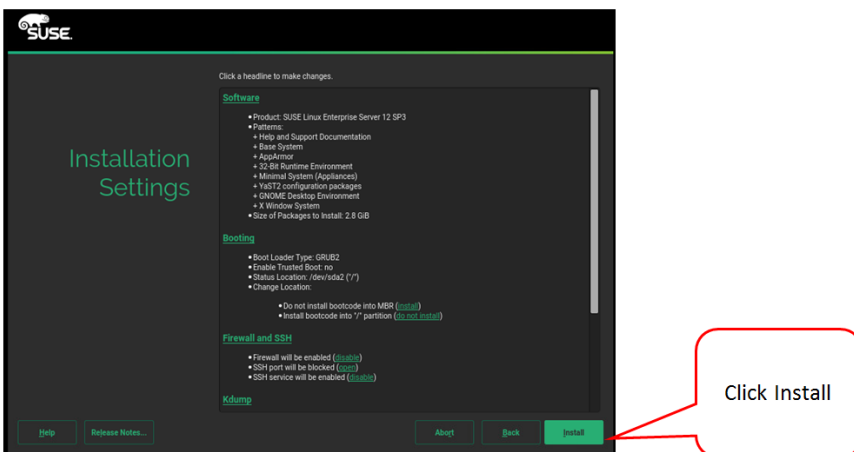 SUSE.
Click a headline to make changes.
Installation
Settings
Software
• Product: SUSE Linux Enterprise Server 12 SP3
• Patterns:
+ Help and Support Documentation
+ Base System
+ AppArmor
+ 32-Bit Runtime Environment
+ Minimal System (Appliances)
+ YaST2 configuration packages
+ GNOME Desktop Environment
+ X Window System
• Size of Packages to Install: 2.8 GiB
Booting
• Boot Loader Type: GRUB2
• Enable Trusted Boot: no
• Status Location: /dev/sda2 ("/")
• Change Location:
• Do not install bootcode into MBR (install)
• Install bootcode into "/" partition (do not install)
Firewall and SSH
• Firewall will be enabled (disable)
• SSH port will be blocked (open)
• SSH service will be enabled (disable)
Kdump
Help Release Notes... Abort Back Install
Click Install